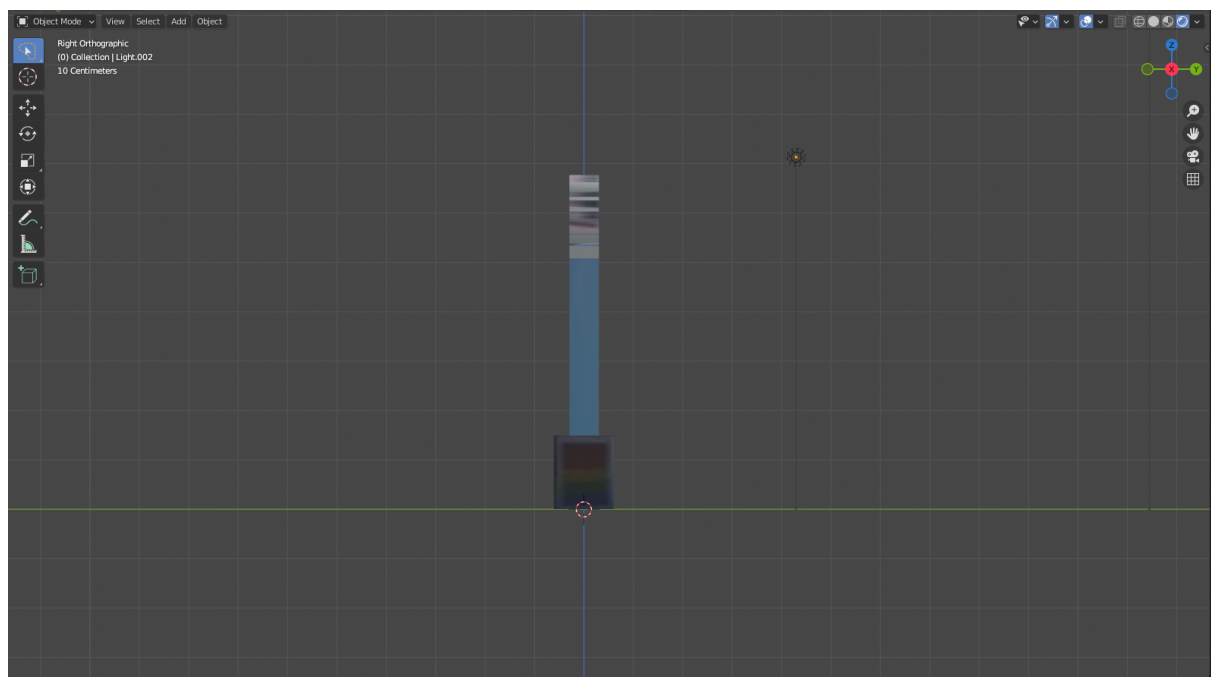 Object Mode View Select Add Object
Right Orthographic
(0) Collection | Light.002
10 Centimeters
Z
X
Y